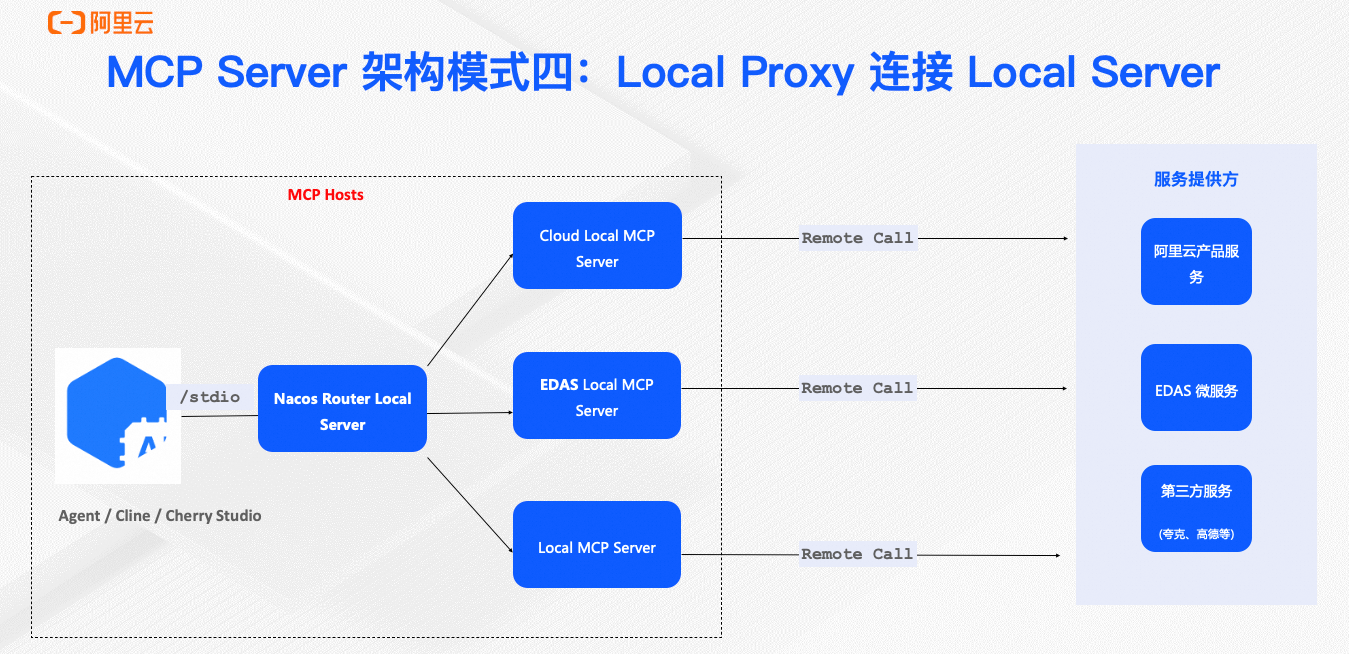 阿里云
MCP Server 架构模式四：Local Proxy 连接 Local Server
MCP Hosts
Cloud Local MCP
Server
Remote Call
服务提供方
阿里云产品服
务
/stdio
Nacos Router Local
Server
EDAS Local MCP
Server
Remote Call
EDAS 微服务
Agent / Cline / Cherry Studio
Local MCP Server
Remote Call
第三方服务
(夸克、高德等)